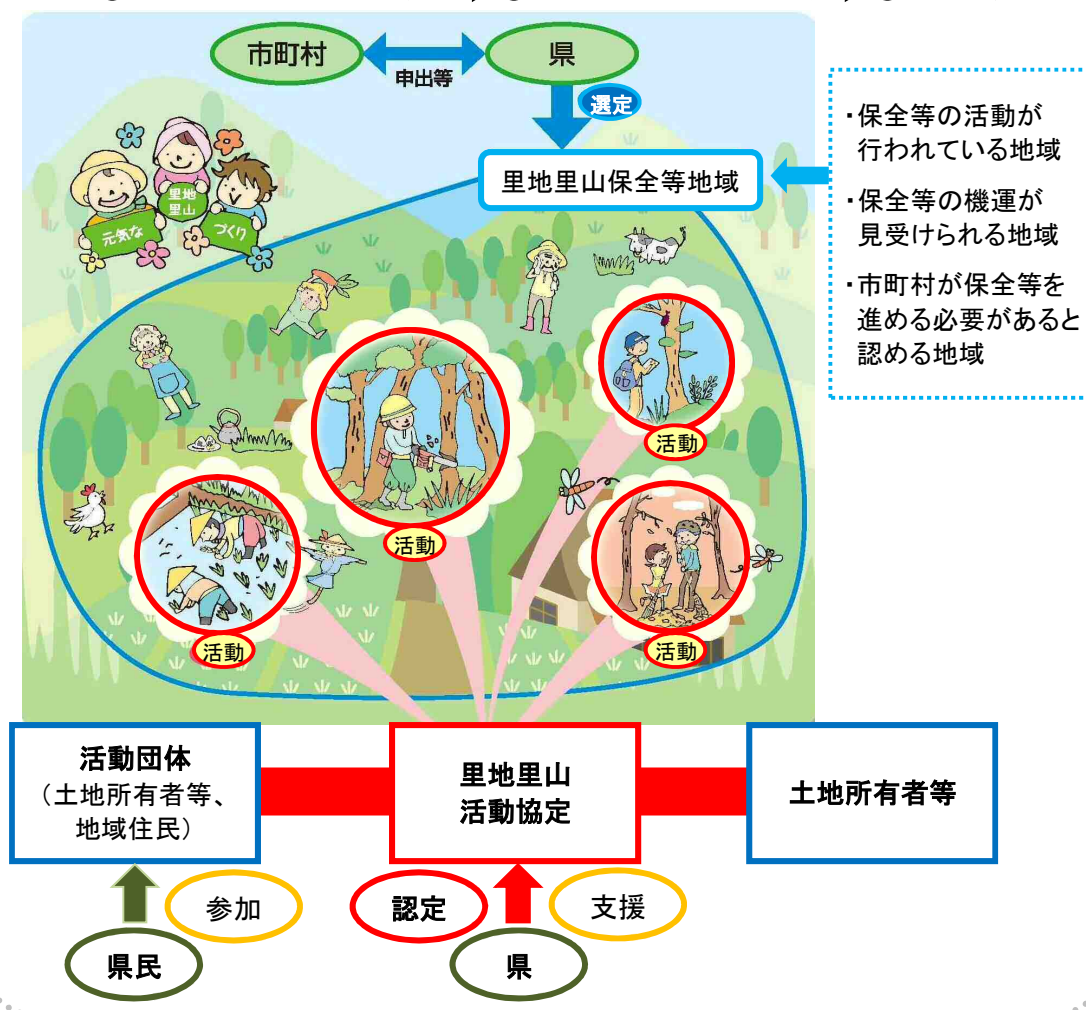 市町村
県
申出等
選定
里地里山保全等地域
・保全等の活動が
行われている地域
・保全等の機運が
見受けられる地域
・市町村が保全等を
進める必要があると
認める地域
里地
里山
元気な
づくり
活動
活動
活動
活動
活動団体
（土地所有者等、
地域住民）
里地里山
活動協定
土地所有者等
参加
認定
支援
県民
県